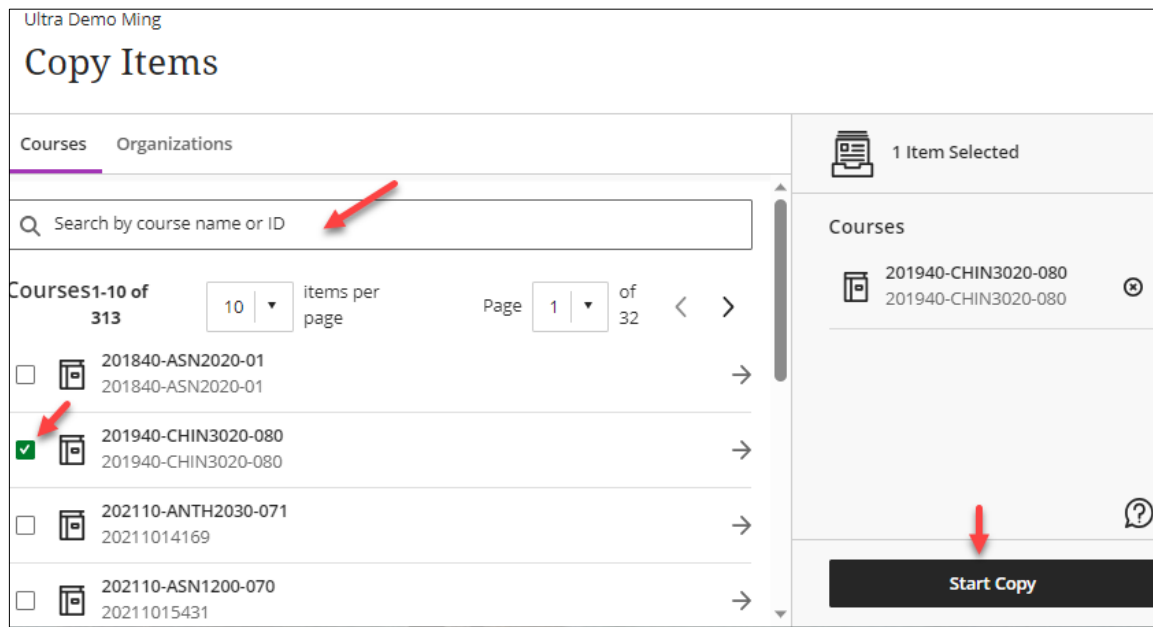 Ultra Demo Ming
Copy Items
Courses Organizations
Search by course name or ID
Courses1-10 of 313
10 items per page
Page 1 of 32
201840-ASN2020-01
201840-ASN2020-01
201940-CHIN3020-080
201940-CHIN3020-080
202110-ANTH2030-071
20211014169
202110-ASN1200-070
20211015431
1 Item Selected
Courses
201940-CHIN3020-080
201940-CHIN3020-080
Start Copy